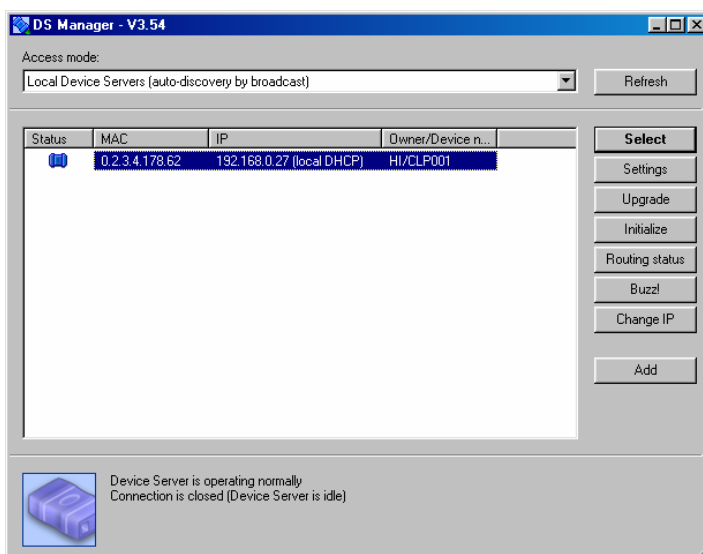 DS Manager - V3.54
Access mode:
Local Device Servers (auto-discovery by broadcast)
Refresh
Status MAC IP Owner/Device n...
0.2.3.4.178.62 192.168.0.27 (local DHCP) HI/CLP001
Select
Settings
Upgrade
Initialize
Routing status
Buzz!
Change IP
Add
Device Server is operating normally
Connection is closed (Device Server is idle)